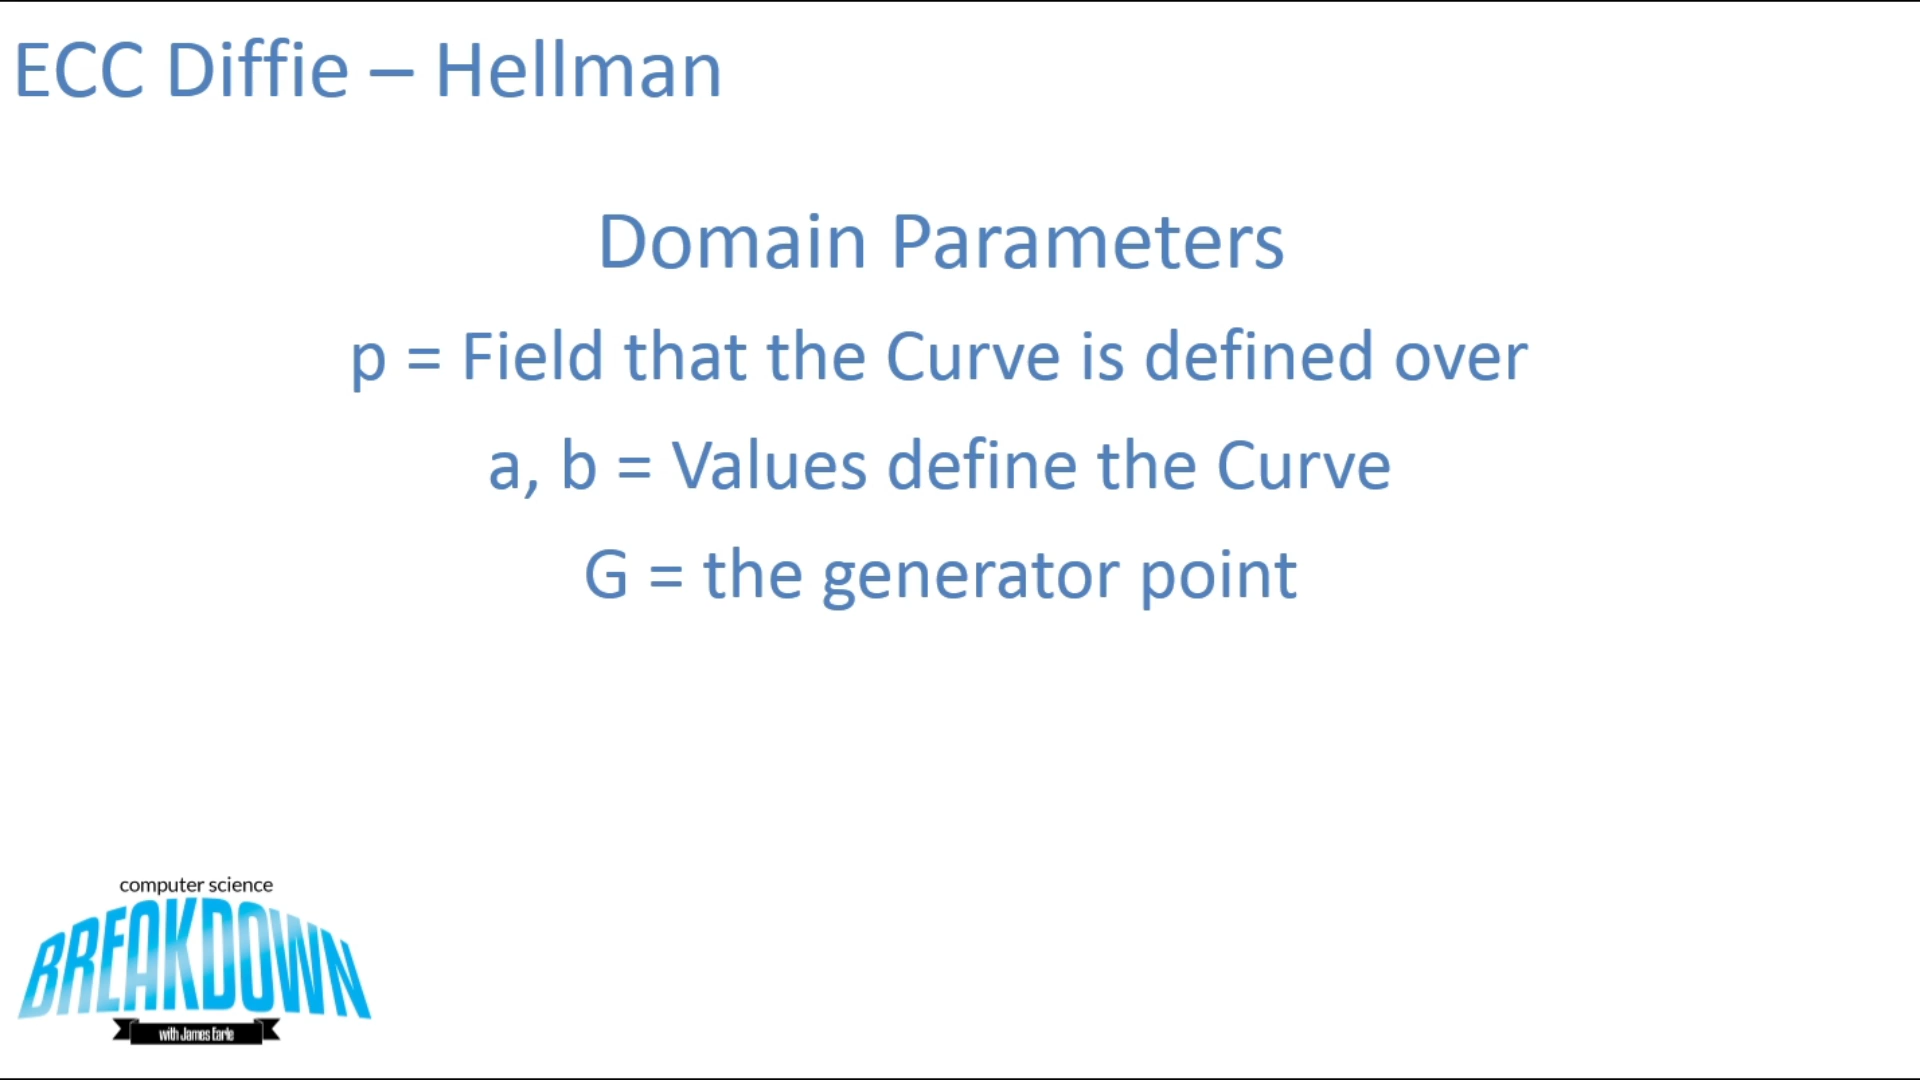 ECC Diffie – Hellman
Domain Parameters
p = Field that the Curve is defined over
a, b = Values define the Curve
G = the generator point
computer science
BREAKDOWN
with James Earle